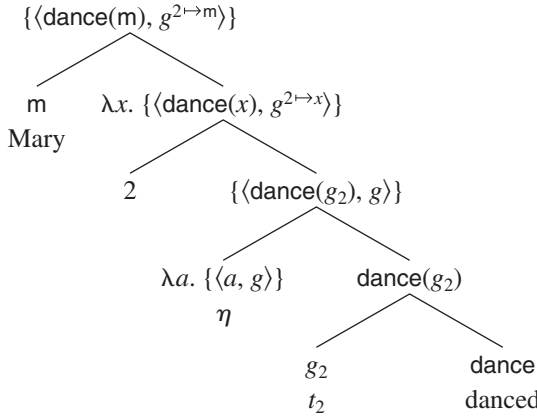 {⟨dance(m), g^{2↦m}⟩}
m λx. {⟨dance(x), g^{2↦x}⟩}
Mary
2 {⟨dance(g₂), g⟩}
λa. {⟨a, g⟩} dance(g₂)
η
g₂ dance
t₂ danced